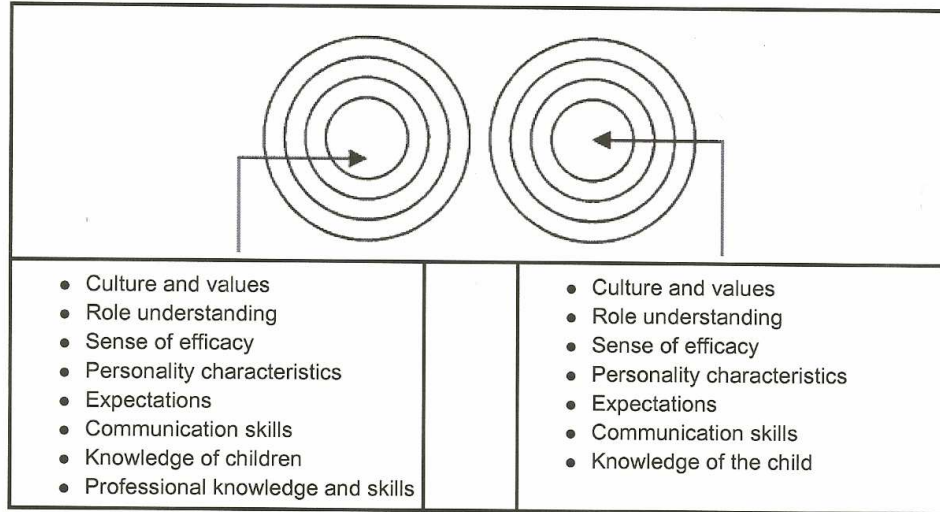 ● Culture and values
● Role understanding
● Sense of efficacy
● Personality characteristics
● Expectations
● Communication skills
● Knowledge of children
● Professional knowledge and skills
● Culture and values
● Role understanding
● Sense of efficacy
● Personality characteristics
● Expectations
● Communication skills
● Knowledge of the child